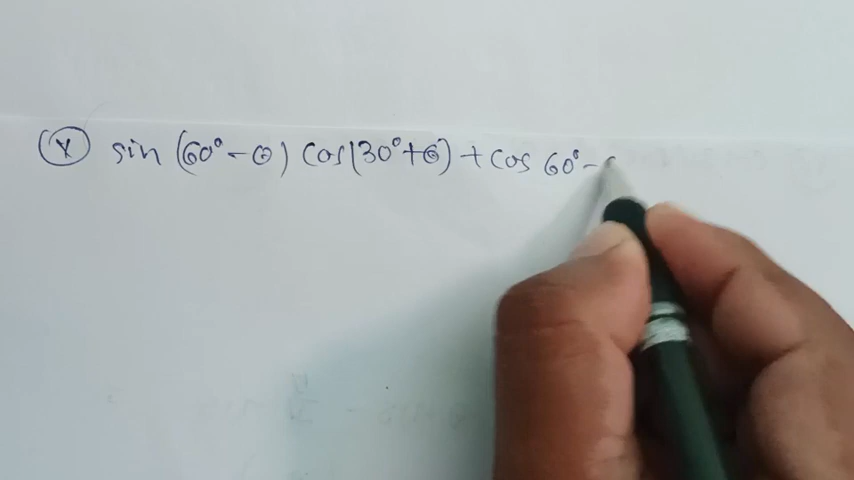 (x) sin (60° - θ) cos(30° + θ) + cos 60° -